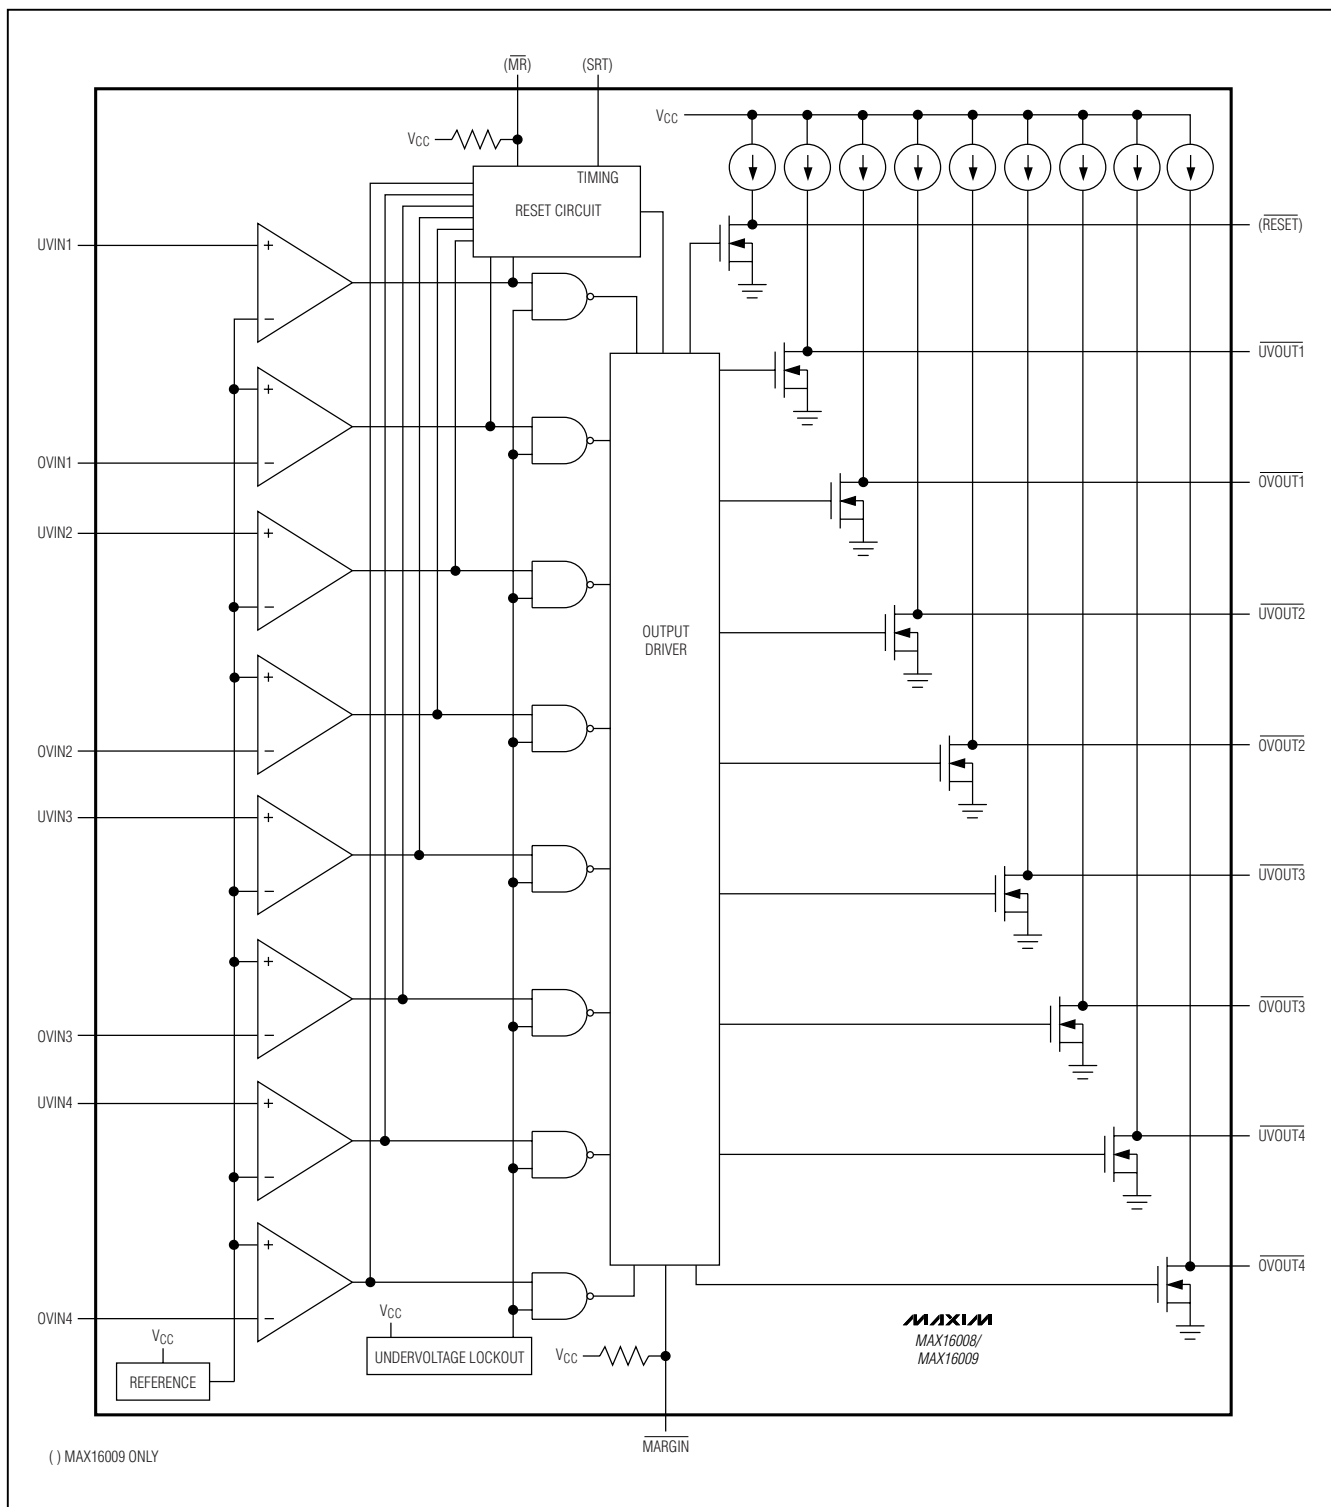 (MR)
(SRT)
VCC
VCC
TIMING
RESET CIRCUIT
UVIN1
+
−
(RESET)
UVOUT1
+
OVIN1
−
OVOUT1
UVIN2
+
−
UVOUT2
OUTPUT
DRIVER
+
OVIN2
−
OVOUT2
UVIN3
+
−
UVOUT3
+
OVIN3
−
OVOUT3
UVIN4
+
−
UVOUT4
+
OVIN4
−
OVOUT4
VCC
REFERENCE
VCC
UNDERVOLTAGE LOCKOUT
VCC
MAXIM
MAX16008/
MAX16009
MARGIN
( ) MAX16009 ONLY